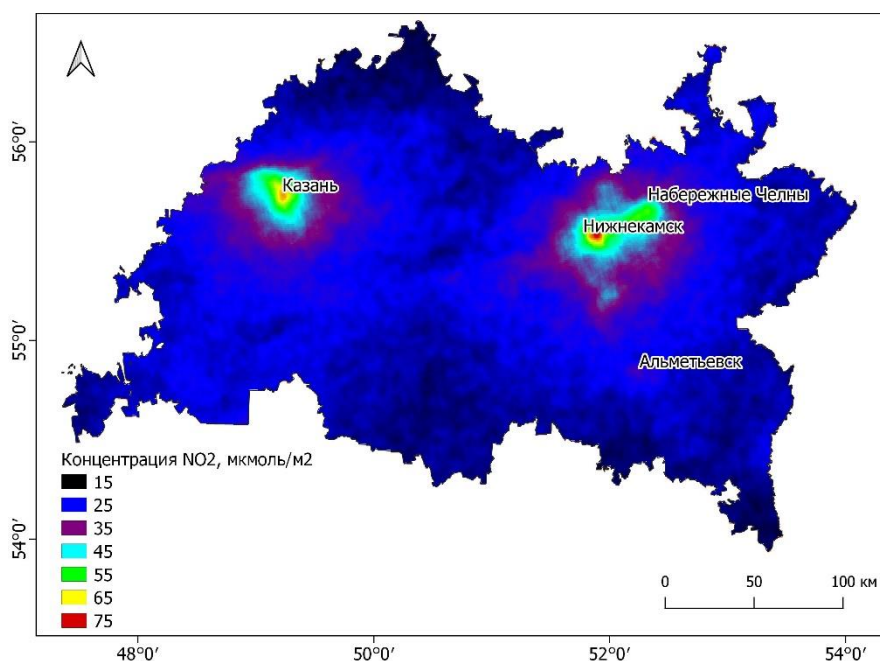 56°0'
Казань
Набережные Челны
Нижнекамск
55°0'
Альметьевск
Концентрация NO2, мкмоль/м2
15
25
35
45
55
65
75
54°0'
0 50 100 км
48°0' 50°0' 52°0' 54°0'